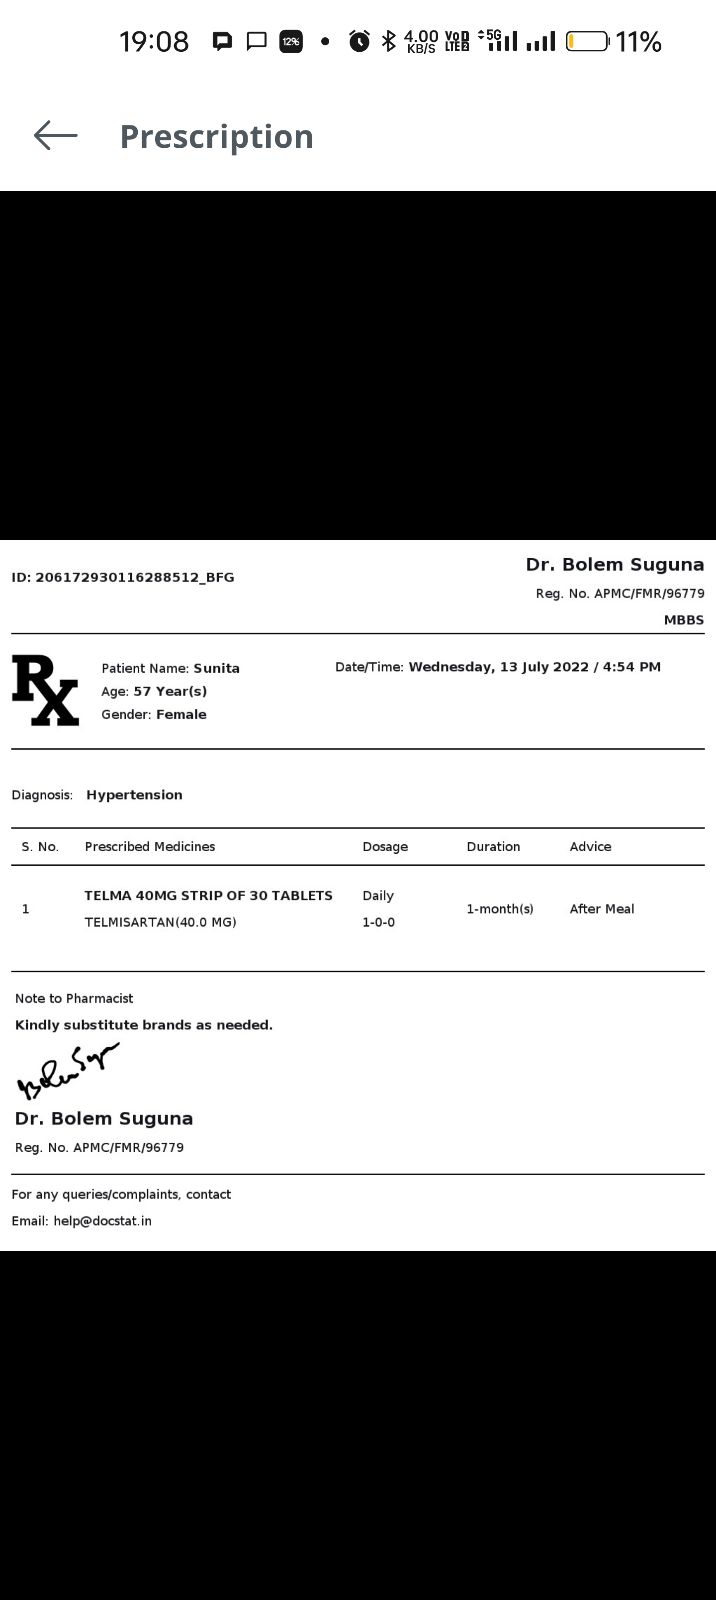 19:08 12% 4.00 KB/S VoD LTE2 5G 11%
Prescription
ID: 206172930116288512_BFG
Dr. Bolem Suguna
Reg. No. APMC/FMR/96779
MBBS
Rx
Patient Name: Sunita
Date/Time: Wednesday, 13 July 2022 / 4:54 PM
Age: 57 Year(s)
Gender: Female
Diagnosis: Hypertension
S. No. Prescribed Medicines Dosage Duration Advice
1 TELMA 40MG STRIP OF 30 TABLETS Daily 1-month(s) After Meal
TELMISARTAN(40.0 MG) 1-0-0
Note to Pharmacist
Kindly substitute brands as needed.
Bolem Sugu
Dr. Bolem Suguna
Reg. No. APMC/FMR/96779
For any queries/complaints, contact
Email: help@docstat.in